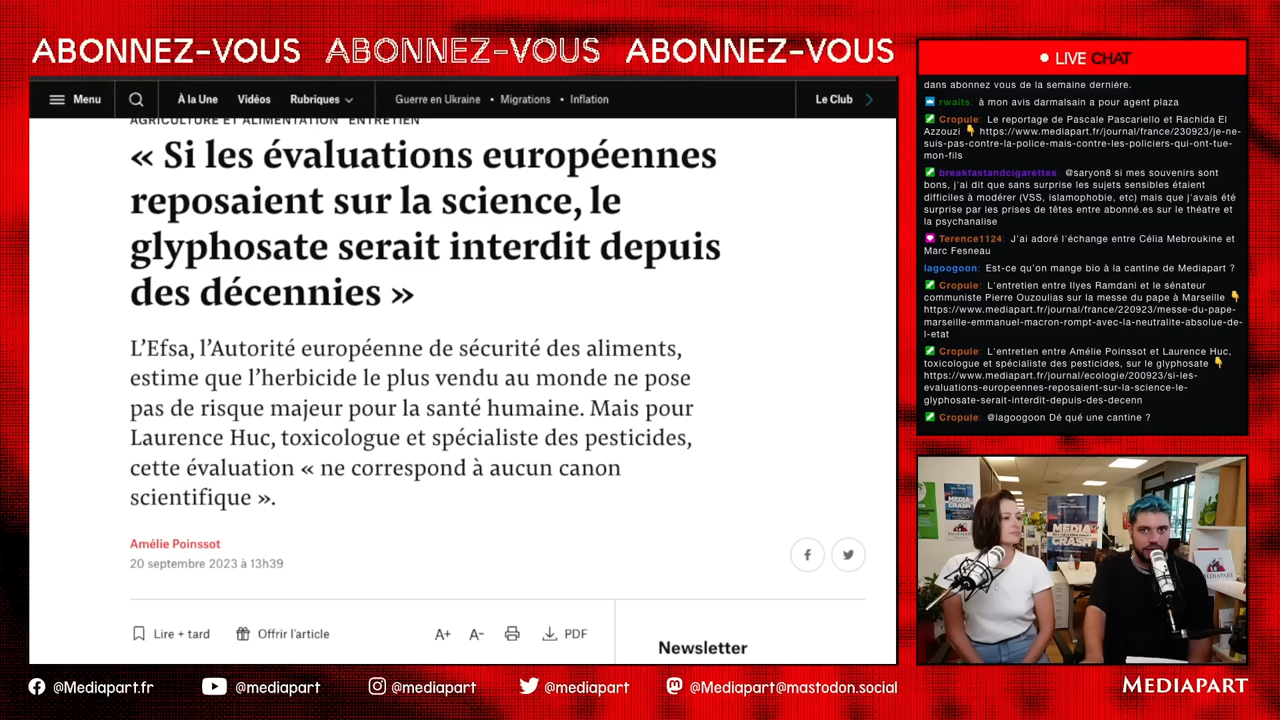 ABONNEZ-VOUS ABONNEZ-VOUS ABONNEZ-VOUS
Menu
À la Une Vidéos Rubriques
Guerre en Ukraine • Migrations • Inflation
Le Club
AGRICULTURE ET ALIMENTATION ENTRETIEN
« Si les évaluations européennes
reposaient sur la science, le
glyphosate serait interdit depuis
des décennies »
L’Efsa, l’Autorité européenne de sécurité des aliments,
estime que l’herbicide le plus vendu au monde ne pose
pas de risque majeur pour la santé humaine. Mais pour
Laurence Huc, toxicologue et spécialiste des pesticides,
cette évaluation « ne correspond à aucun canon
scientifique ».
Amélie Poinssot
20 septembre 2023 à 13h39
Lire + tard Offrir l’article A+ A- PDF
Newsletter
LIVE CHAT
dans abonnez vous de la semaine dernière.
rwaits: à mon avis darmalsain a pour agent plaza
Cropule: Le reportage de Pascale Pascariello et Rachida El
Azzouzi 👇 https://www.mediapart.fr/journal/france/230923/je-ne-
suis-pas-contre-la-police-mais-contre-les-policiers-qui-ont-tue-
mon-fils
breakfastandcigarettes: @saryon8 si mes souvenirs sont
bons, j’ai dit que sans surprise les sujets sensibles étaient
difficiles à modérer (VSS, islamophobie, etc) mais que j’avais été
surprise par les prises de têtes entre abonné.es sur le théatre et
la psychanalise
Terence1124: J’ai adoré l’échange entre Célia Mebroukine et
Marc Fesneau
lagoogoon: Est-ce qu’on mange bio à la cantine de Mediapart ?
Cropule: L’entretien entre Ilyes Ramdani et le sénateur
communiste Pierre Ouzoulias sur la messe du pape à Marseille 👇
https://www.mediapart.fr/journal/france/220923/messe-du-pape-
marseille-emmanuel-macron-rompt-avec-la-neutralite-absolue-de-
l-etat
Cropule: L’entretien entre Amélie Poinssot et Laurence Huc,
toxicologue et spécialiste des pesticides, sur le glyphosate 👇
https://www.mediapart.fr/journal/ecologie/200923/si-les-
evaluations-europeennes-reposaient-sur-la-science-le-
glyphosate-serait-interdit-depuis-des-decenn
Cropule: @lagoogoon Dé qué une cantine ?
MEDIA
CRASH
MEDIA
CRASH
MEDIAPART
@Mediapart.fr @mediapart @mediapart @mediapart @Mediapart@mastodon.social
MEDIAPART